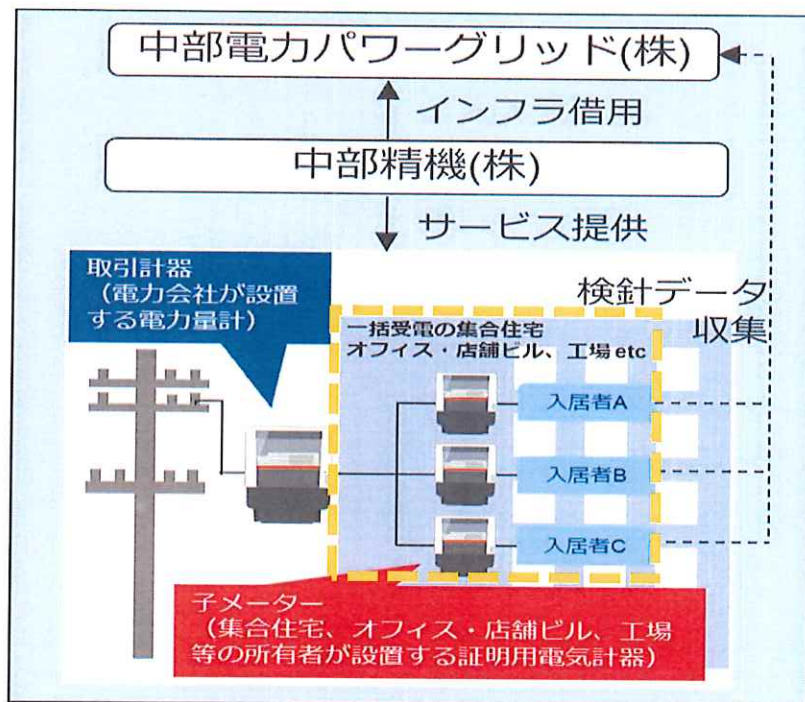 中部電力パワーグリッド(株)
インフラ借用
中部精機(株)
サービス提供
取引計器
（電力会社が設置
する電力量計）
検針データ
収集
一括受電の集合住宅
オフィス・店舗ビル、工場 etc
入居者A
入居者B
入居者C
子メーター
（集合住宅、オフィス・店舗ビル、工場
等の所有者が設置する証明用電気計器）